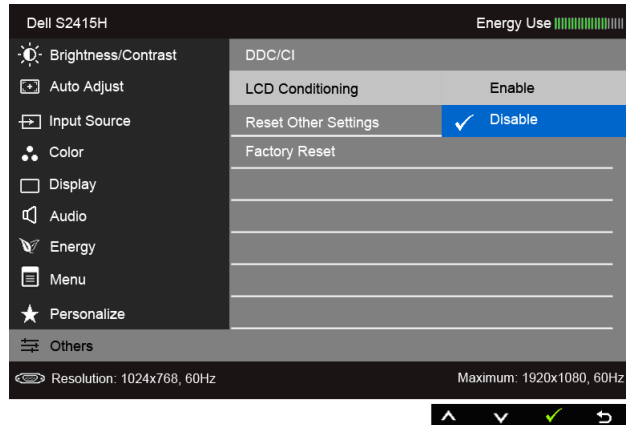 Dell S2415H Energy Use
Brightness/Contrast DDC/CI
Auto Adjust LCD Conditioning Enable
Input Source Reset Other Settings Disable
Color Factory Reset
Display
Audio
Energy
Menu
Personalize
Others
Resolution: 1024x768, 60Hz Maximum: 1920x1080, 60Hz